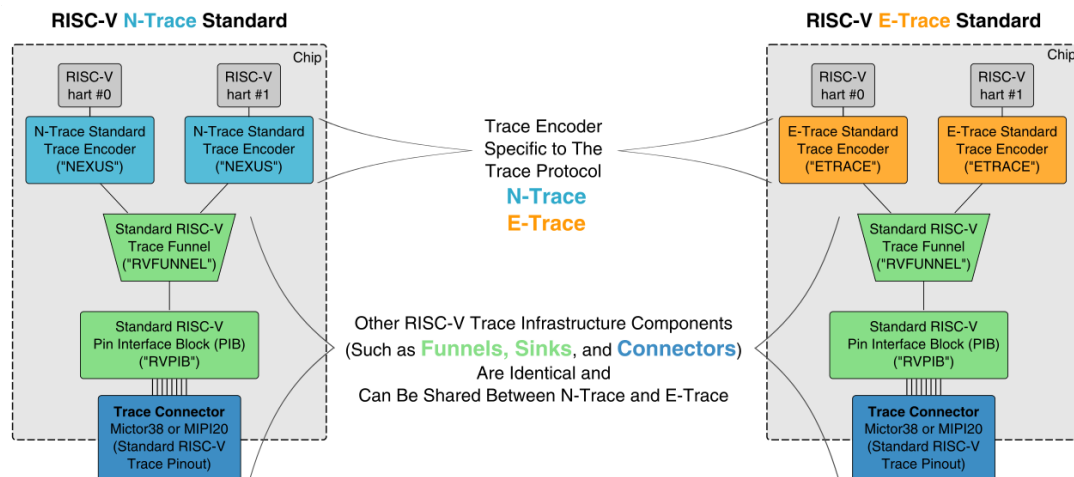 RISC-V N-Trace Standard
Chip
RISC-V
hart #0
RISC-V
hart #1
N-Trace Standard
Trace Encoder
("NEXUS")
N-Trace Standard
Trace Encoder
("NEXUS")
Standard RISC-V
Trace Funnel
("RVFUNNEL")
Standard RISC-V
Pin Interface Block (PIB)
("RVPIB")
Trace Connector
Mictor38 or MIPI20
(Standard RISC-V
Trace Pinout)
Trace Encoder
Specific to The
Trace Protocol
N-Trace
E-Trace
Other RISC-V Trace Infrastructure Components
(Such as Funnels, Sinks, and Connectors)
Are Identical and
Can Be Shared Between N-Trace and E-Trace
RISC-V E-Trace Standard
Chip
RISC-V
hart #0
RISC-V
hart #1
E-Trace Standard
Trace Encoder
("ETRACE")
E-Trace Standard
Trace Encoder
("ETRACE")
Standard RISC-V
Trace Funnel
("RVFUNNEL")
Standard RISC-V
Pin Interface Block (PIB)
("RVPIB")
Trace Connector
Mictor38 or MIPI20
(Standard RISC-V
Trace Pinout)